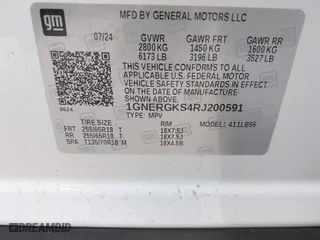 gm
MFD BY GENERAL MOTORS LLC
07/24 GVWR GAWR FRT GAWR RR
2800 KG 1450 KG 1600 KG
6173 LB 3196 LB 3527 LB
THIS VEHICLE CONFORMS TO ALL APPLICABLE
U.S. FEDERAL MOTOR VEHICLE
SAFETY STANDARDS IN EFFECT ON THE DATE OF
MANUFACTURE SHOWN ABOVE.
1GNERGKS4RJ200591
TYPE: MPV
MODEL: 411LB56
TIRE SIZE RIM
FRT 255/65R18 T 18X7.5J
RR 255/65R18 T 18X7.5J
SPA T135/70R18 M 18X4.5B
AUTOBIDMASTER